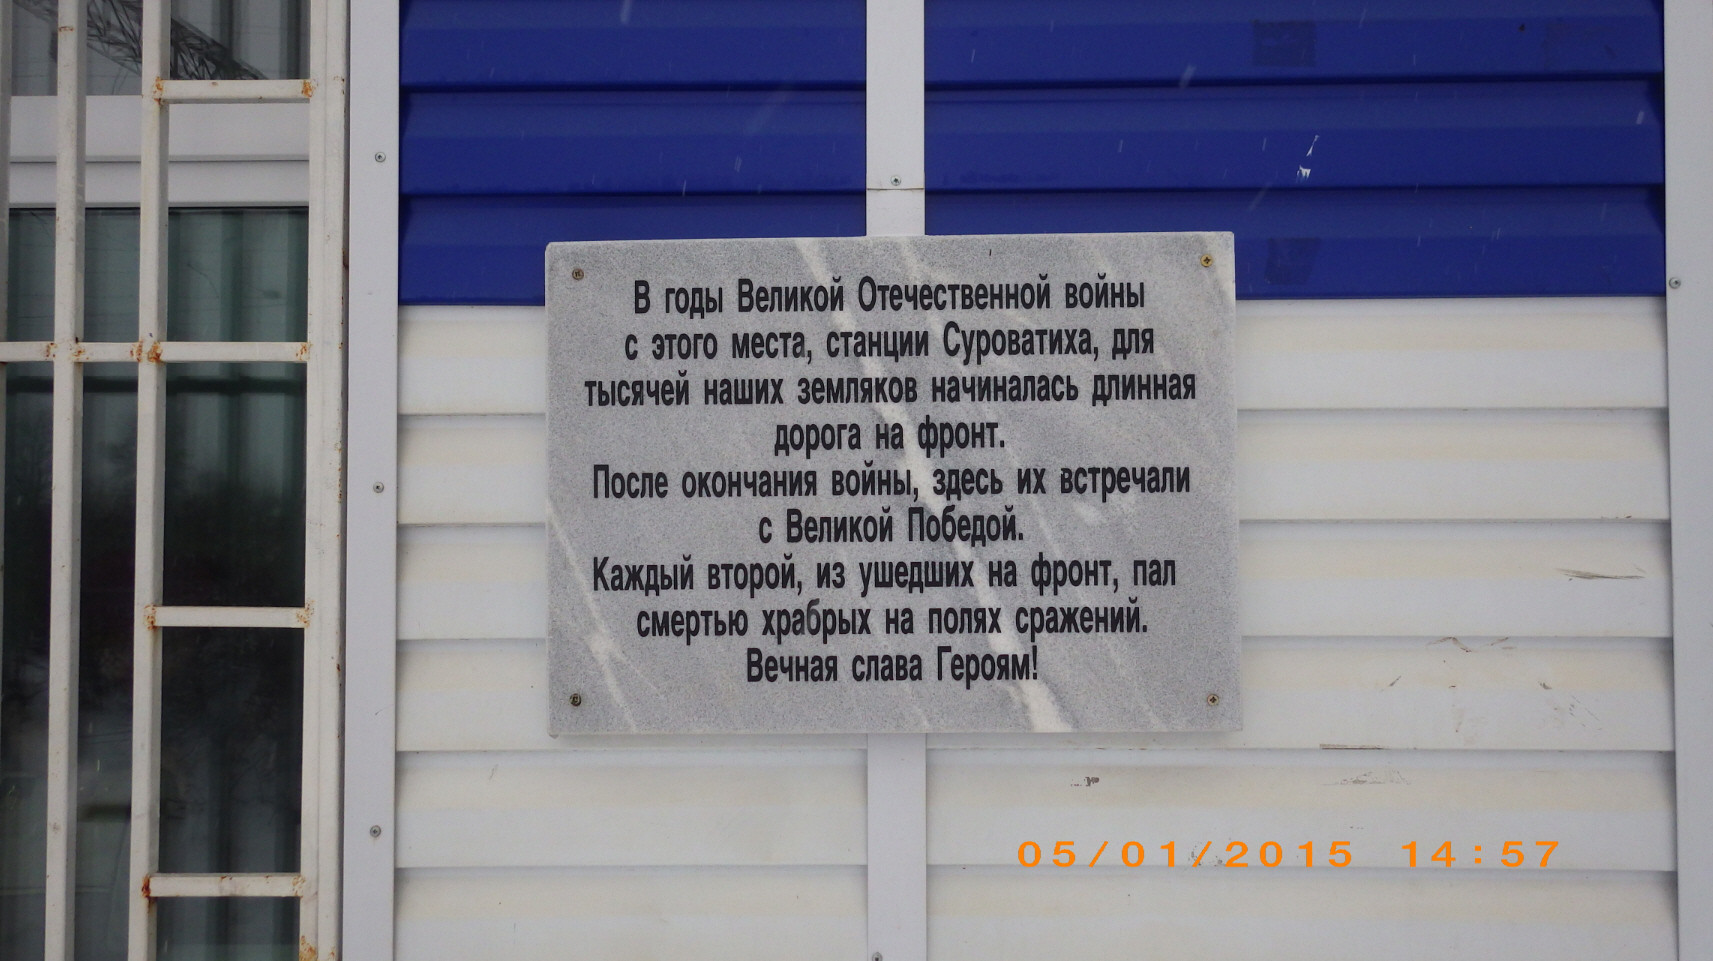 В годы Великой Отечественной войны
с этого места, станции Суроватиха, для
тысячей наших земляков начиналась длинная
дорога на фронт.
После окончания войны, здесь их встречали
с Великой Победой.
Каждый второй, из ушедших на фронт, пал
смертью храбрых на полях сражений.
Вечная слава Героям!
05/01/2015 14:57